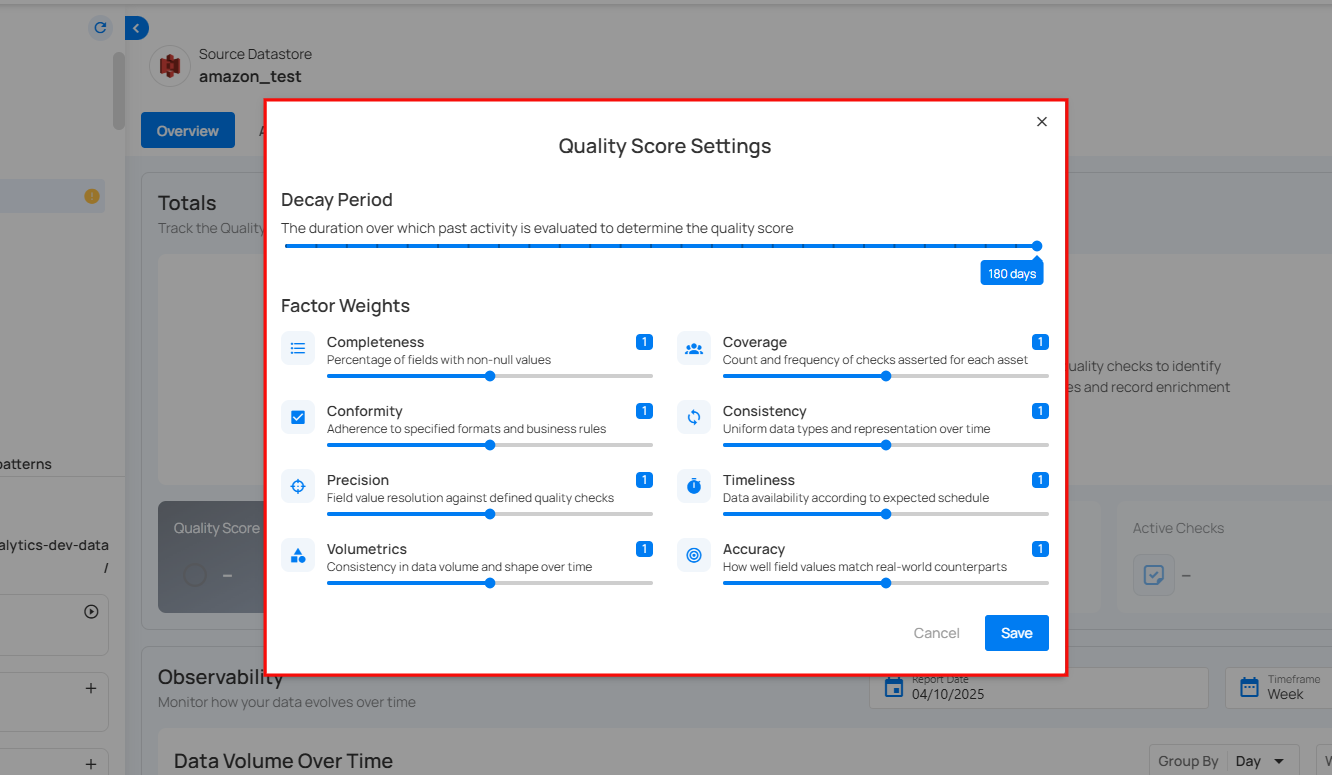 Source Datastore
amazon_test
Overview
Quality Score Settings
Totals
Track the Quality
Decay Period
The duration over which past activity is evaluated to determine the quality score
180 days
Factor Weights
Completeness 1
Percentage of fields with non-null values
Coverage 1
Count and frequency of checks asserted for each asset
Conformity 1
Adherence to specified formats and business rules
Consistency 1
Uniform data types and representation over time
Precision 1
Field value resolution against defined quality checks
Timeliness 1
Data availability according to expected schedule
Volumetrics 1
Consistency in data volume and shape over time
Accuracy 1
How well field values match real-world counterparts
Cancel Save
uality checks to identify
es and record enrichment
patterns
alytics-dev-data
/
Quality Score
–
Active Checks
–
Observability
Monitor how your data evolves over time
Report Date
04/10/2025
Timeframe
Week
Data Volume Over Time
Group By Day